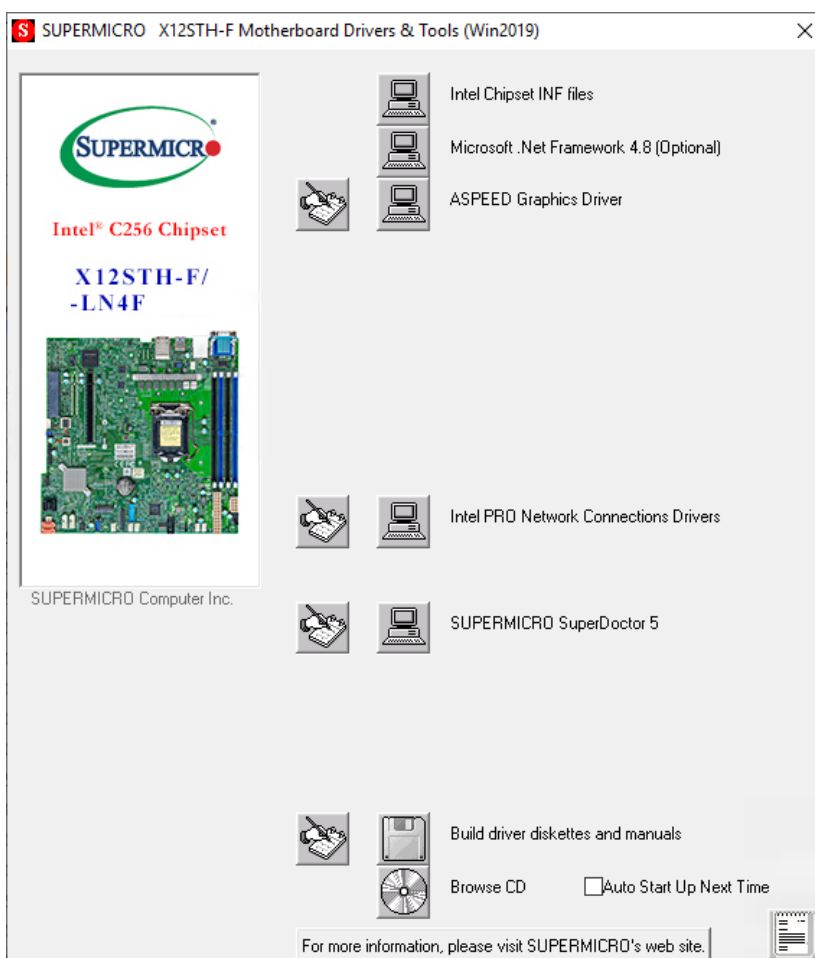 S SUPERMICRO X12STH-F Motherboard Drivers & Tools (Win2019)
SUPERMICR
Intel® C256 Chipset
X12STH-F/
-LN4F
SUPERMICRO Computer Inc.
Intel Chipset INF files
Microsoft .Net Framework 4.8 (Optional)
ASPEED Graphics Driver
Intel PRO Network Connections Drivers
SUPERMICRO SuperDoctor 5
Build driver diskettes and manuals
Browse CD Auto Start Up Next Time
For more information, please visit SUPERMICRO's web site.